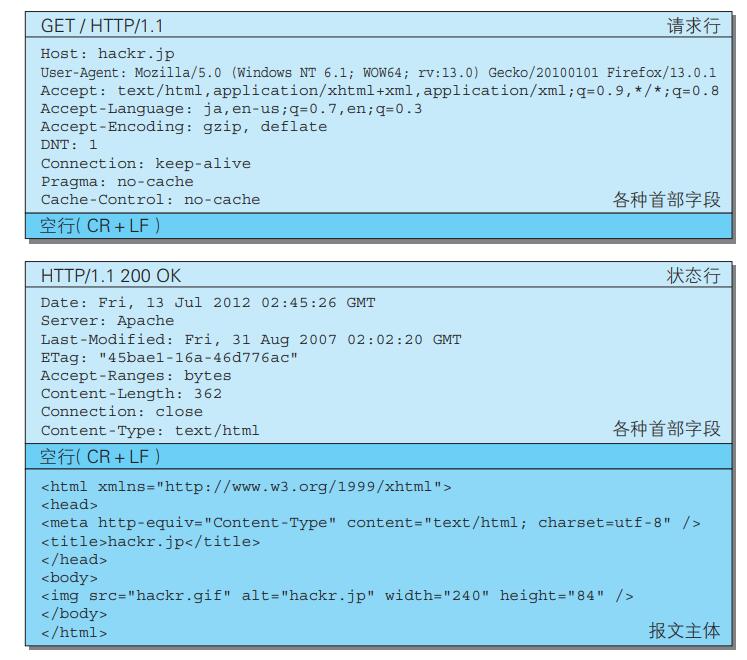 GET / HTTP/1.1 请求行
Host: hackr.jp
User-Agent: Mozilla/5.0 (Windows NT 6.1; WOW64; rv:13.0) Gecko/20100101 Firefox/13.0.1
Accept: text/html,application/xhtml+xml,application/xml;q=0.9,*/*;q=0.8
Accept-Language: ja,en-us;q=0.7,en;q=0.3
Accept-Encoding: gzip, deflate
DNT: 1
Connection: keep-alive
Pragma: no-cache
Cache-Control: no-cache 各种首部字段
空行( CR + LF )
HTTP/1.1 200 OK 状态行
Date: Fri, 13 Jul 2012 02:45:26 GMT
Server: Apache
Last-Modified: Fri, 31 Aug 2007 02:02:20 GMT
ETag: "45bae1-16a-46d776ac"
Accept-Ranges: bytes
Content-Length: 362
Connection: close
Content-Type: text/html 各种首部字段
空行( CR + LF )
<html xmlns="http://www.w3.org/1999/xhtml">
<head>
<meta http-equiv="Content-Type" content="text/html; charset=utf-8" />
<title>hackr.jp</title>
</head>
<body>
<img src="hackr.gif" alt="hackr.jp" width="240" height="84" />
</body>
</html> 报文主体